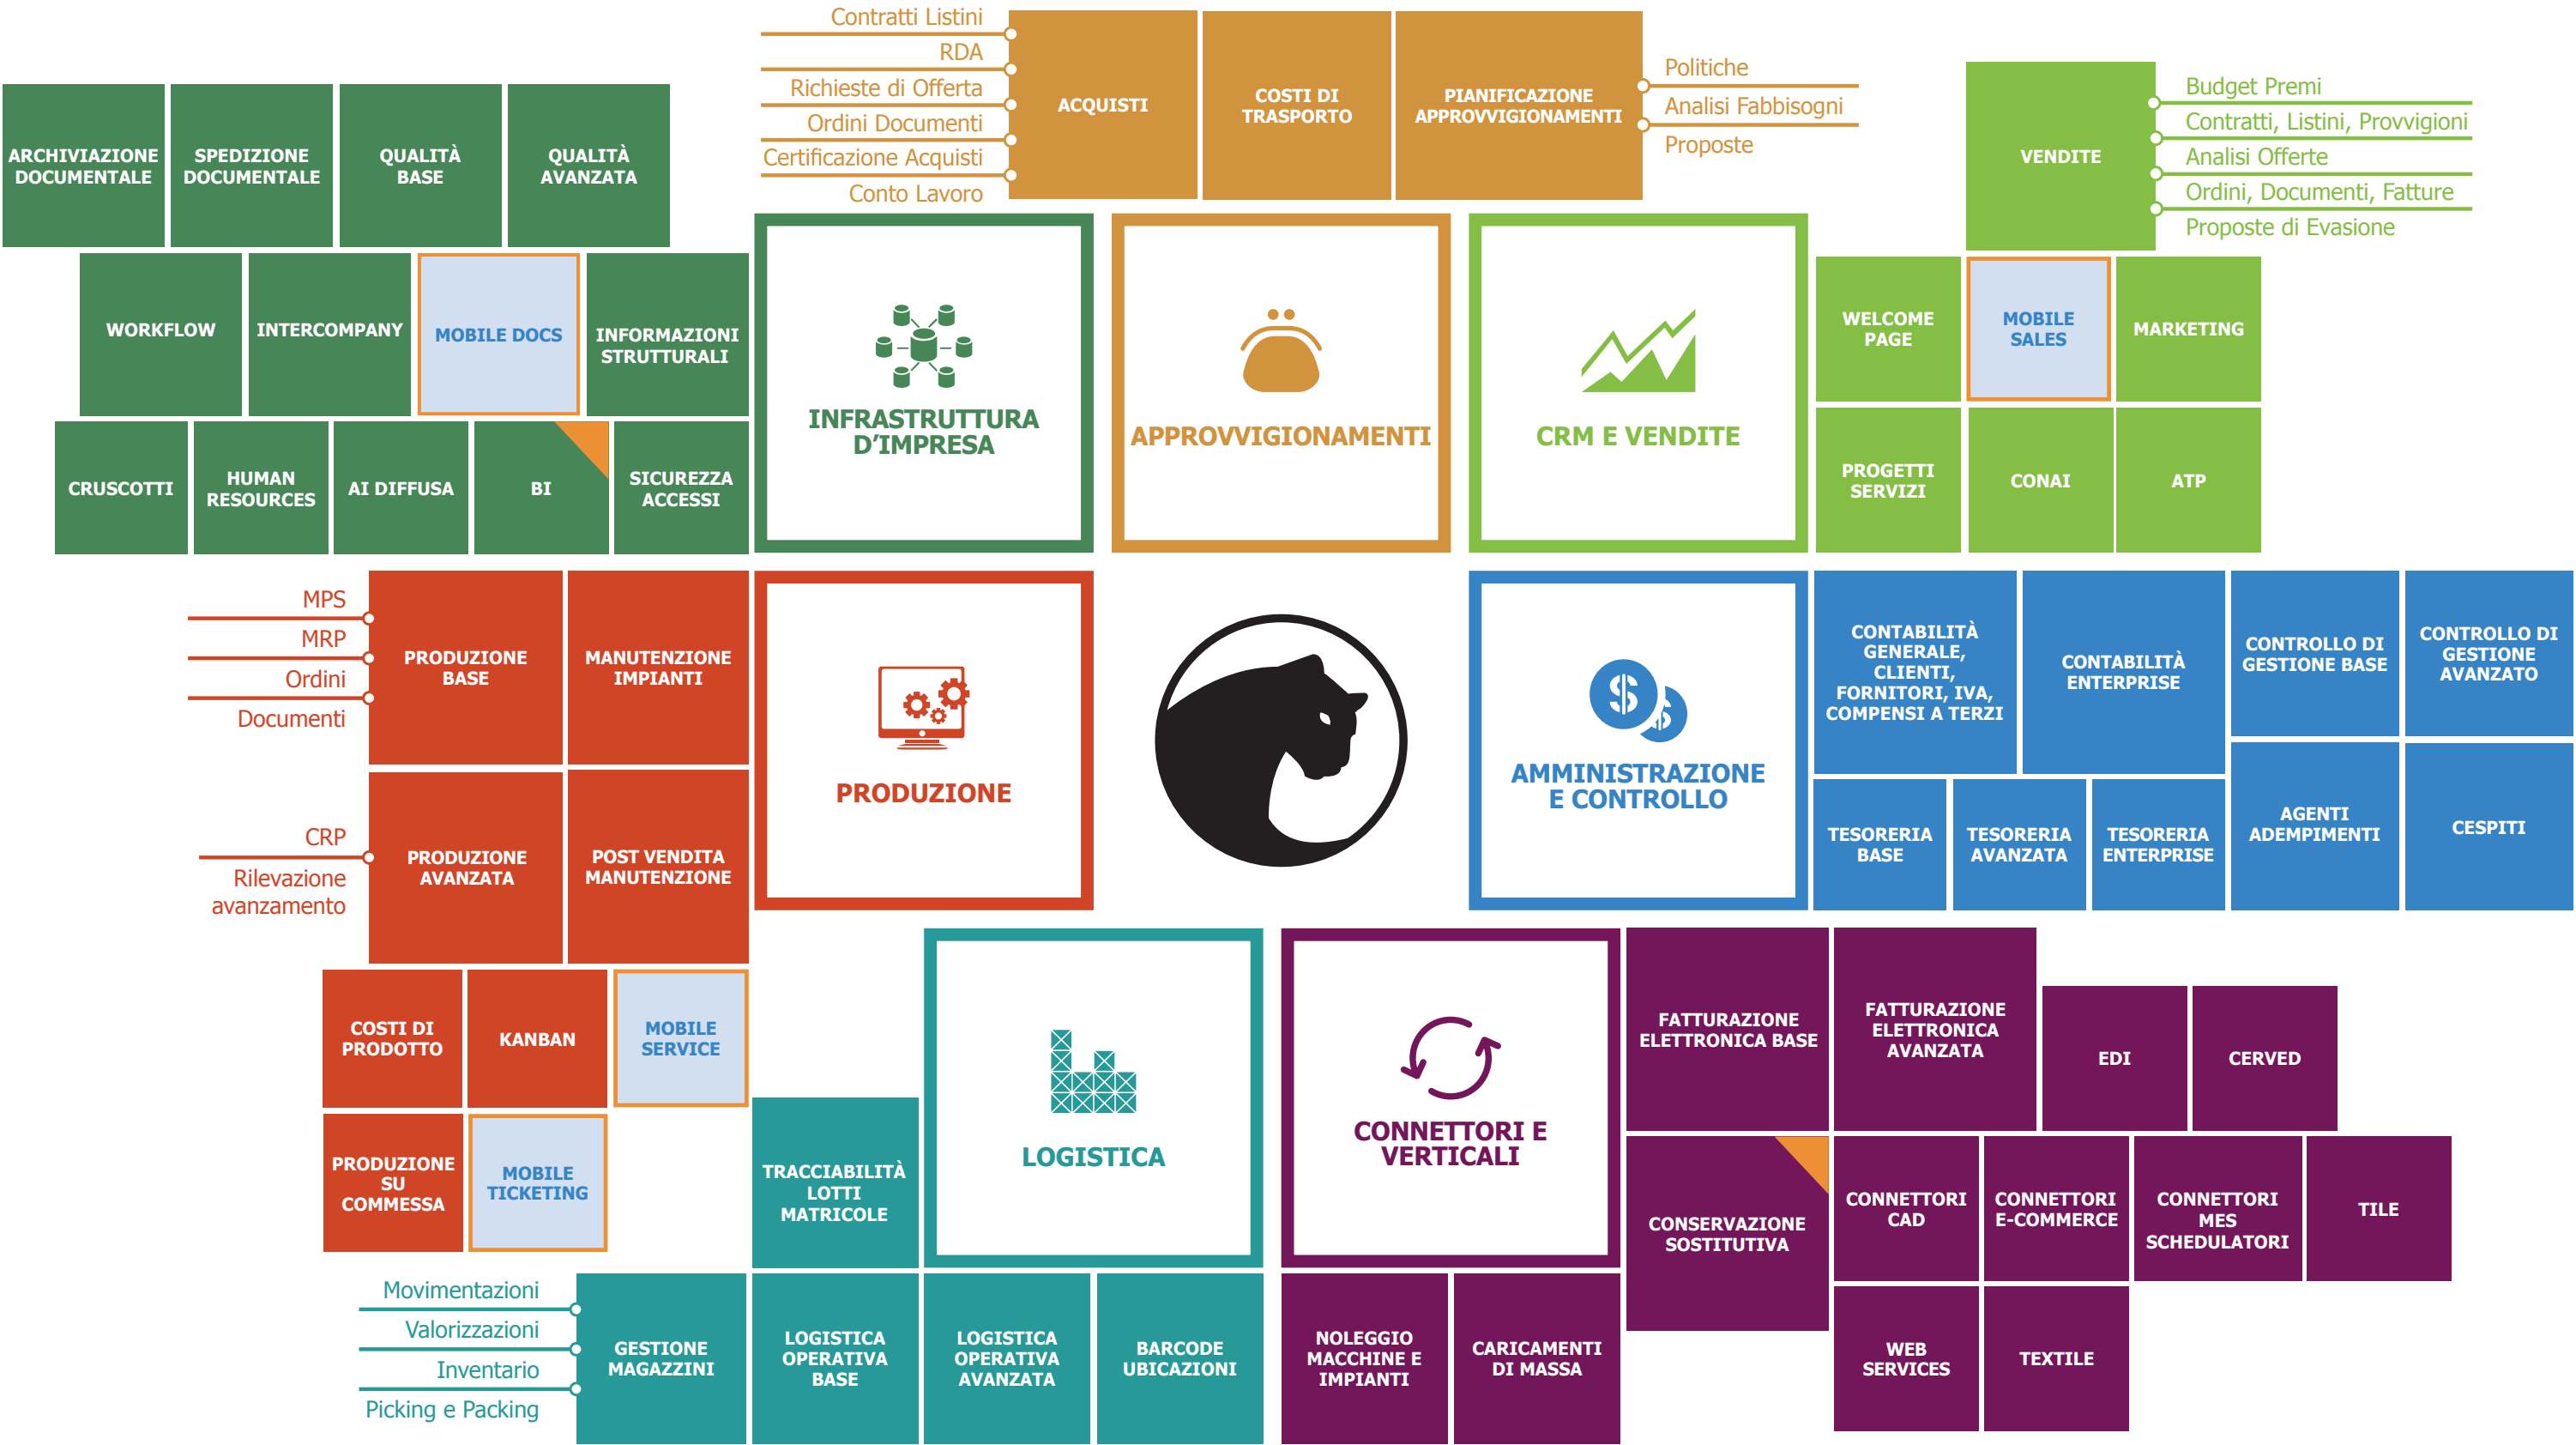 Contratti Listini
RDA
Richieste di Offerta
Ordini Documenti
Certificazione Acquisti
Conto Lavoro
ACQUISTI
COSTI DI
TRASPORTO
PIANIFICAZIONE
APPROVVIGIONAMENTI
Politiche
Analisi Fabbisogni
Proposte
VENDITE
Budget Premi
Contratti, Listini, Provvigioni
Analisi Offerte
Ordini, Documenti, Fatture
Proposte di Evasione
ARCHIVIAZIONE
DOCUMENTALE
SPEDIZIONE
DOCUMENTALE
QUALITÀ
BASE
QUALITÀ
AVANZATA
WORKFLOW
INTERCOMPANY
MOBILE DOCS
INFORMAZIONI
STRUTTURALI
CRUSCOTTI
HUMAN
RESOURCES
AI DIFFUSA
BI
SICUREZZA
ACCESSI
INFRASTRUTTURA
D’IMPRESA
APPROVVIGIONAMENTI
CRM E VENDITE
WELCOME
PAGE
MOBILE
SALES
MARKETING
PROGETTI
SERVIZI
CONAI
ATP
MPS
MRP
Ordini
Documenti
PRODUZIONE
BASE
MANUTENZIONE
IMPIANTI
CRP
Rilevazione
avanzamento
PRODUZIONE
AVANZATA
POST VENDITA
MANUTENZIONE
PRODUZIONE
COSTI DI
PRODOTTO
KANBAN
MOBILE
SERVICE
PRODUZIONE
SU
COMMESSA
MOBILE
TICKETING
AMMINISTRAZIONE
E CONTROLLO
CONTABILITÀ
GENERALE,
CLIENTI,
FORNITORI, IVA,
COMPENSI A TERZI
CONTABILITÀ
ENTERPRISE
CONTROLLO DI
GESTIONE BASE
CONTROLLO DI
GESTIONE
AVANZATO
TESORERIA
BASE
TESORERIA
AVANZATA
TESORERIA
ENTERPRISE
AGENTI
ADEMPIMENTI
CESPITI
TRACCIABILITÀ
LOTTI
MATRICOLE
LOGISTICA
Movimentazioni
Valorizzazioni
Inventario
Picking e Packing
GESTIONE
MAGAZZINI
LOGISTICA
OPERATIVA
BASE
LOGISTICA
OPERATIVA
AVANZATA
BARCODE
UBICAZIONI
CONNETTORI E
VERTICALI
FATTURAZIONE
ELETTRONICA BASE
FATTURAZIONE
ELETTRONICA
AVANZATA
EDI
CERVED
CONSERVAZIONE
SOSTITUTIVA
CONNETTORI
CAD
CONNETTORI
E-COMMERCE
CONNETTORI
MES
SCHEDULATORI
TILE
NOLEGGIO
MACCHINE E
IMPIANTI
CARICAMENTI
DI MASSA
WEB
SERVICES
TEXTILE